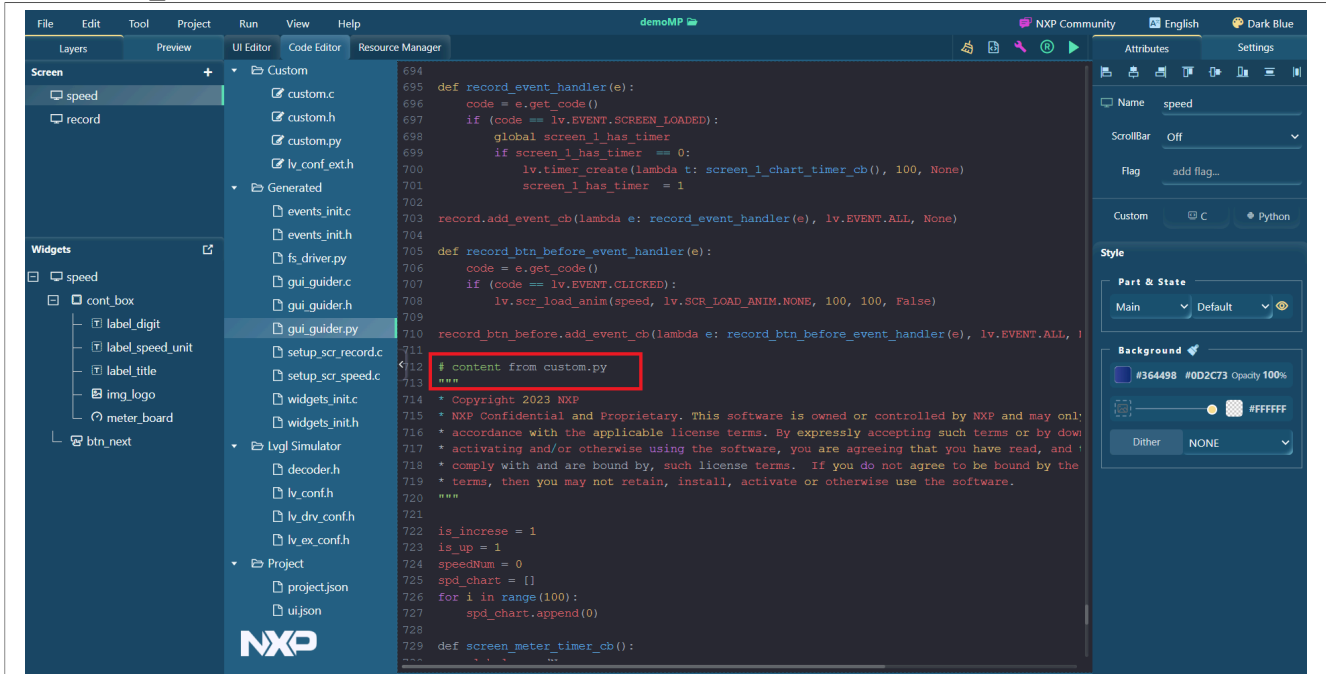 File Edit Tool Project Run View Help demoMP NXP Community English Dark Blue
Layers Preview UI Editor Code Editor Resource Manager Attributes Settings
Screen +
speed
record
Widgets
speed
cont_box
label_digit
label_speed_unit
label_title
img_logo
meter_board
btn_next
Custom
custom.c
custom.h
custom.py
lv_conf_ext.h
Generated
events_init.c
events_init.h
fs_driver.py
gui_guider.c
gui_guider.h
gui_guider.py
setup_scr_record.c
setup_scr_speed.c
widgets_init.c
widgets_init.h
Lvgl Simulator
decoder.h
lv_conf.h
lv_drv_conf.h
lv_ex_conf.h
Project
project.json
ui.json
NXP
694
695 def record_event_handler(e):
696 code = e.get_code()
697 if (code == lv.EVENT.SCREEN_LOADED):
698 global screen_1_has_timer
699 if screen_1_has_timer == 0:
700 lv.timer_create(lambda t: screen_1_chart_timer_cb(), 100, None)
701 screen_1_has_timer = 1
702
703 record.add_event_cb(lambda e: record_event_handler(e), lv.EVENT.ALL, None)
704
705 def record_btn_before_event_handler(e):
706 code = e.get_code()
707 if (code == lv.EVENT.CLICKED):
708 lv.scr_load_anim(speed, lv.SCR_LOAD_ANIM.NONE, 100, 100, False)
709
710 record_btn_before.add_event_cb(lambda e: record_btn_before_event_handler(e), lv.EVENT.ALL,
711
712 # content from custom.py
713 """
714 * Copyright 2023 NXP
715 * NXP Confidential and Proprietary. This software is owned or controlled by NXP and may only
716 * accordance with the applicable license terms. By expressly accepting such terms or by down
717 * activating and/or otherwise using the software, you are agreeing that you have read, and
718 * comply with and are bound by, such license terms. If you do not agree to be bound by the
719 * terms, then you may not retain, install, activate or otherwise use the software.
720 """
721
722 is_increse = 1
723 is_up = 1
724 speedNum = 0
725 spd_chart = []
726 for i in range(100):
727 spd_chart.append(0)
728
729 def screen_meter_timer_cb():
Name speed
ScrollBar Off
Flag add flag...
Custom C Python
Style
Part & State
Main Default
Background
#364498 #0D2C73 Opacity 100%
#FFFFFF
Dither NONE